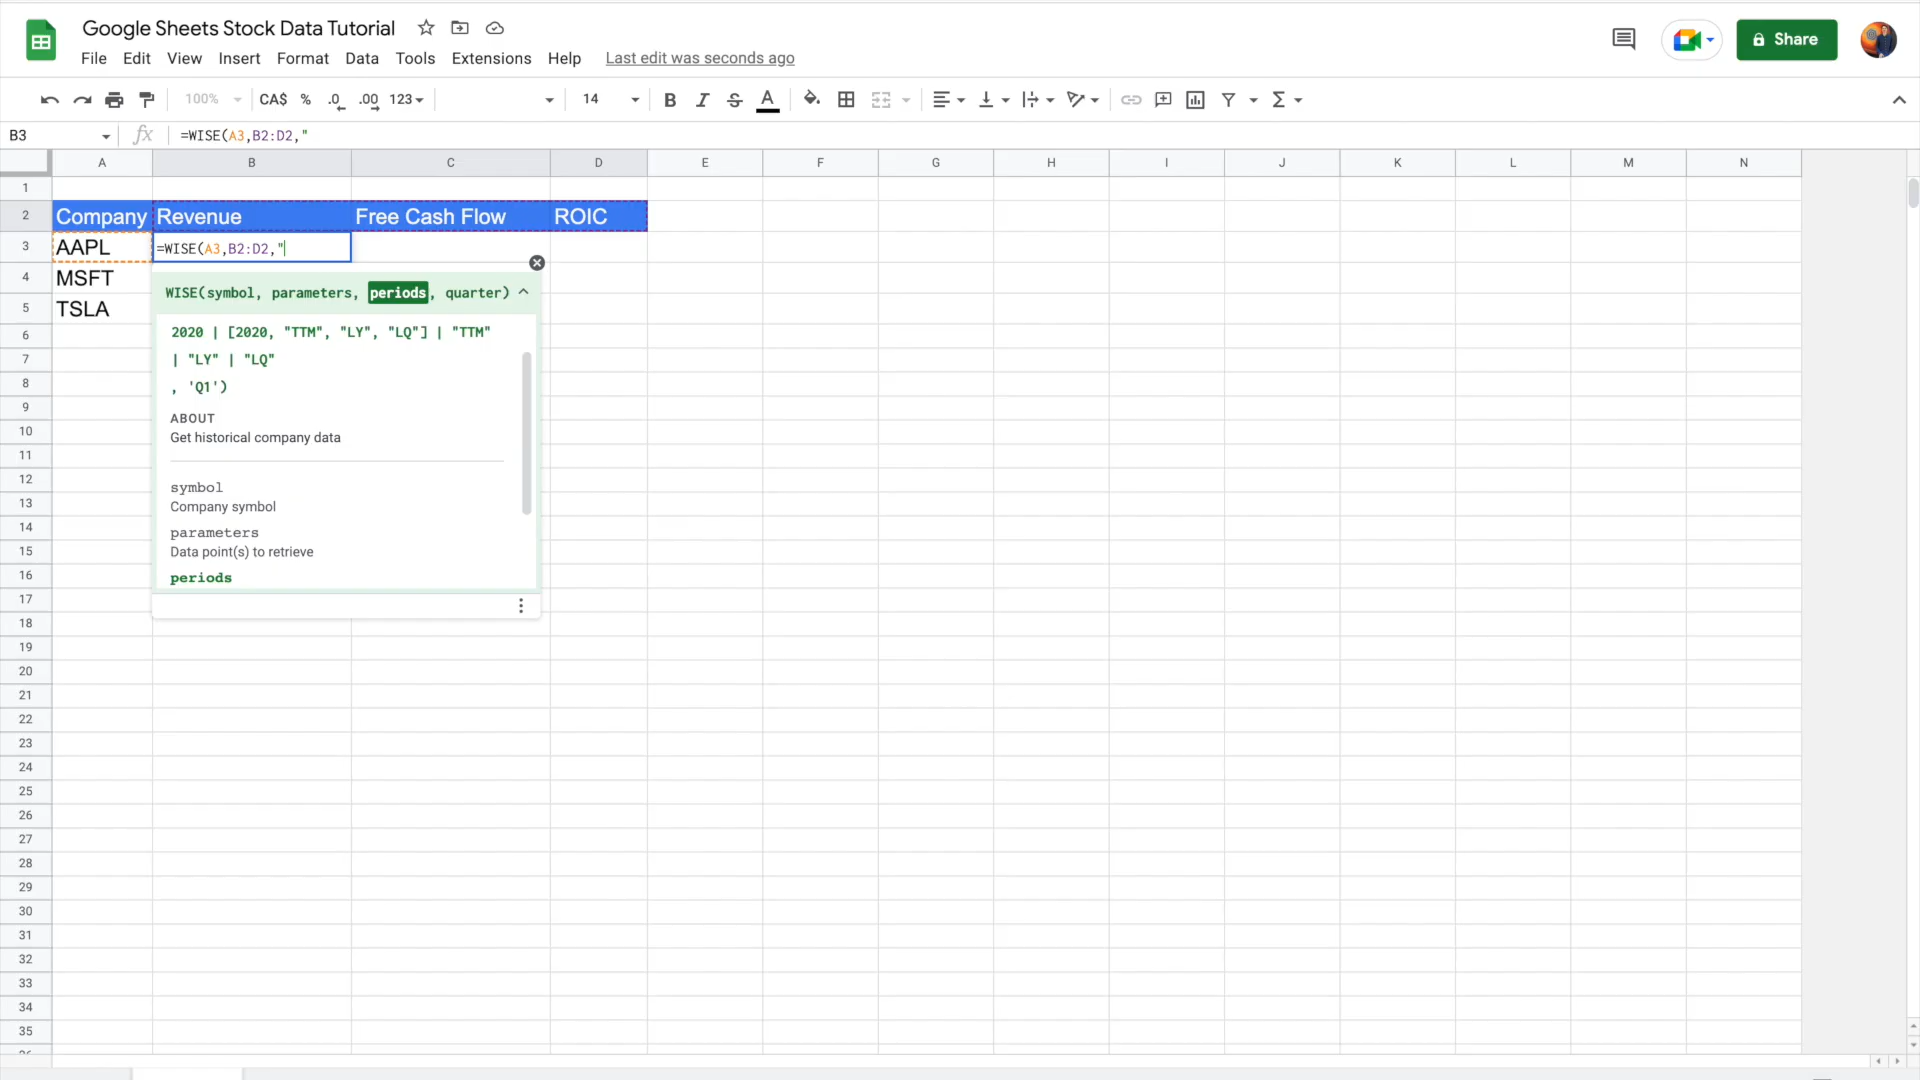 Google Sheets Stock Data Tutorial
File Edit View Insert Format Data Tools Extensions Help Last edit was seconds ago
Share
100% CA$ % .0 .00 123 14 B I S A
B3 fx =WISE(A3,B2:D2,"
A B C D E F G H I J K L M N
1
2 Company Revenue Free Cash Flow ROIC
3 AAPL =WISE(A3,B2:D2,"
4 MSFT
5 TSLA
WISE(symbol, parameters, periods, quarter)
2020 | [2020, "TTM", "LY", "LQ"] | "TTM"
| "LY" | "LQ"
, 'Q1')
ABOUT
Get historical company data
symbol
Company symbol
parameters
Data point(s) to retrieve
periods
6
7
8
9
10
11
12
13
14
15
16
17
18
19
20
21
22
23
24
25
26
27
28
29
30
31
32
33
34
35